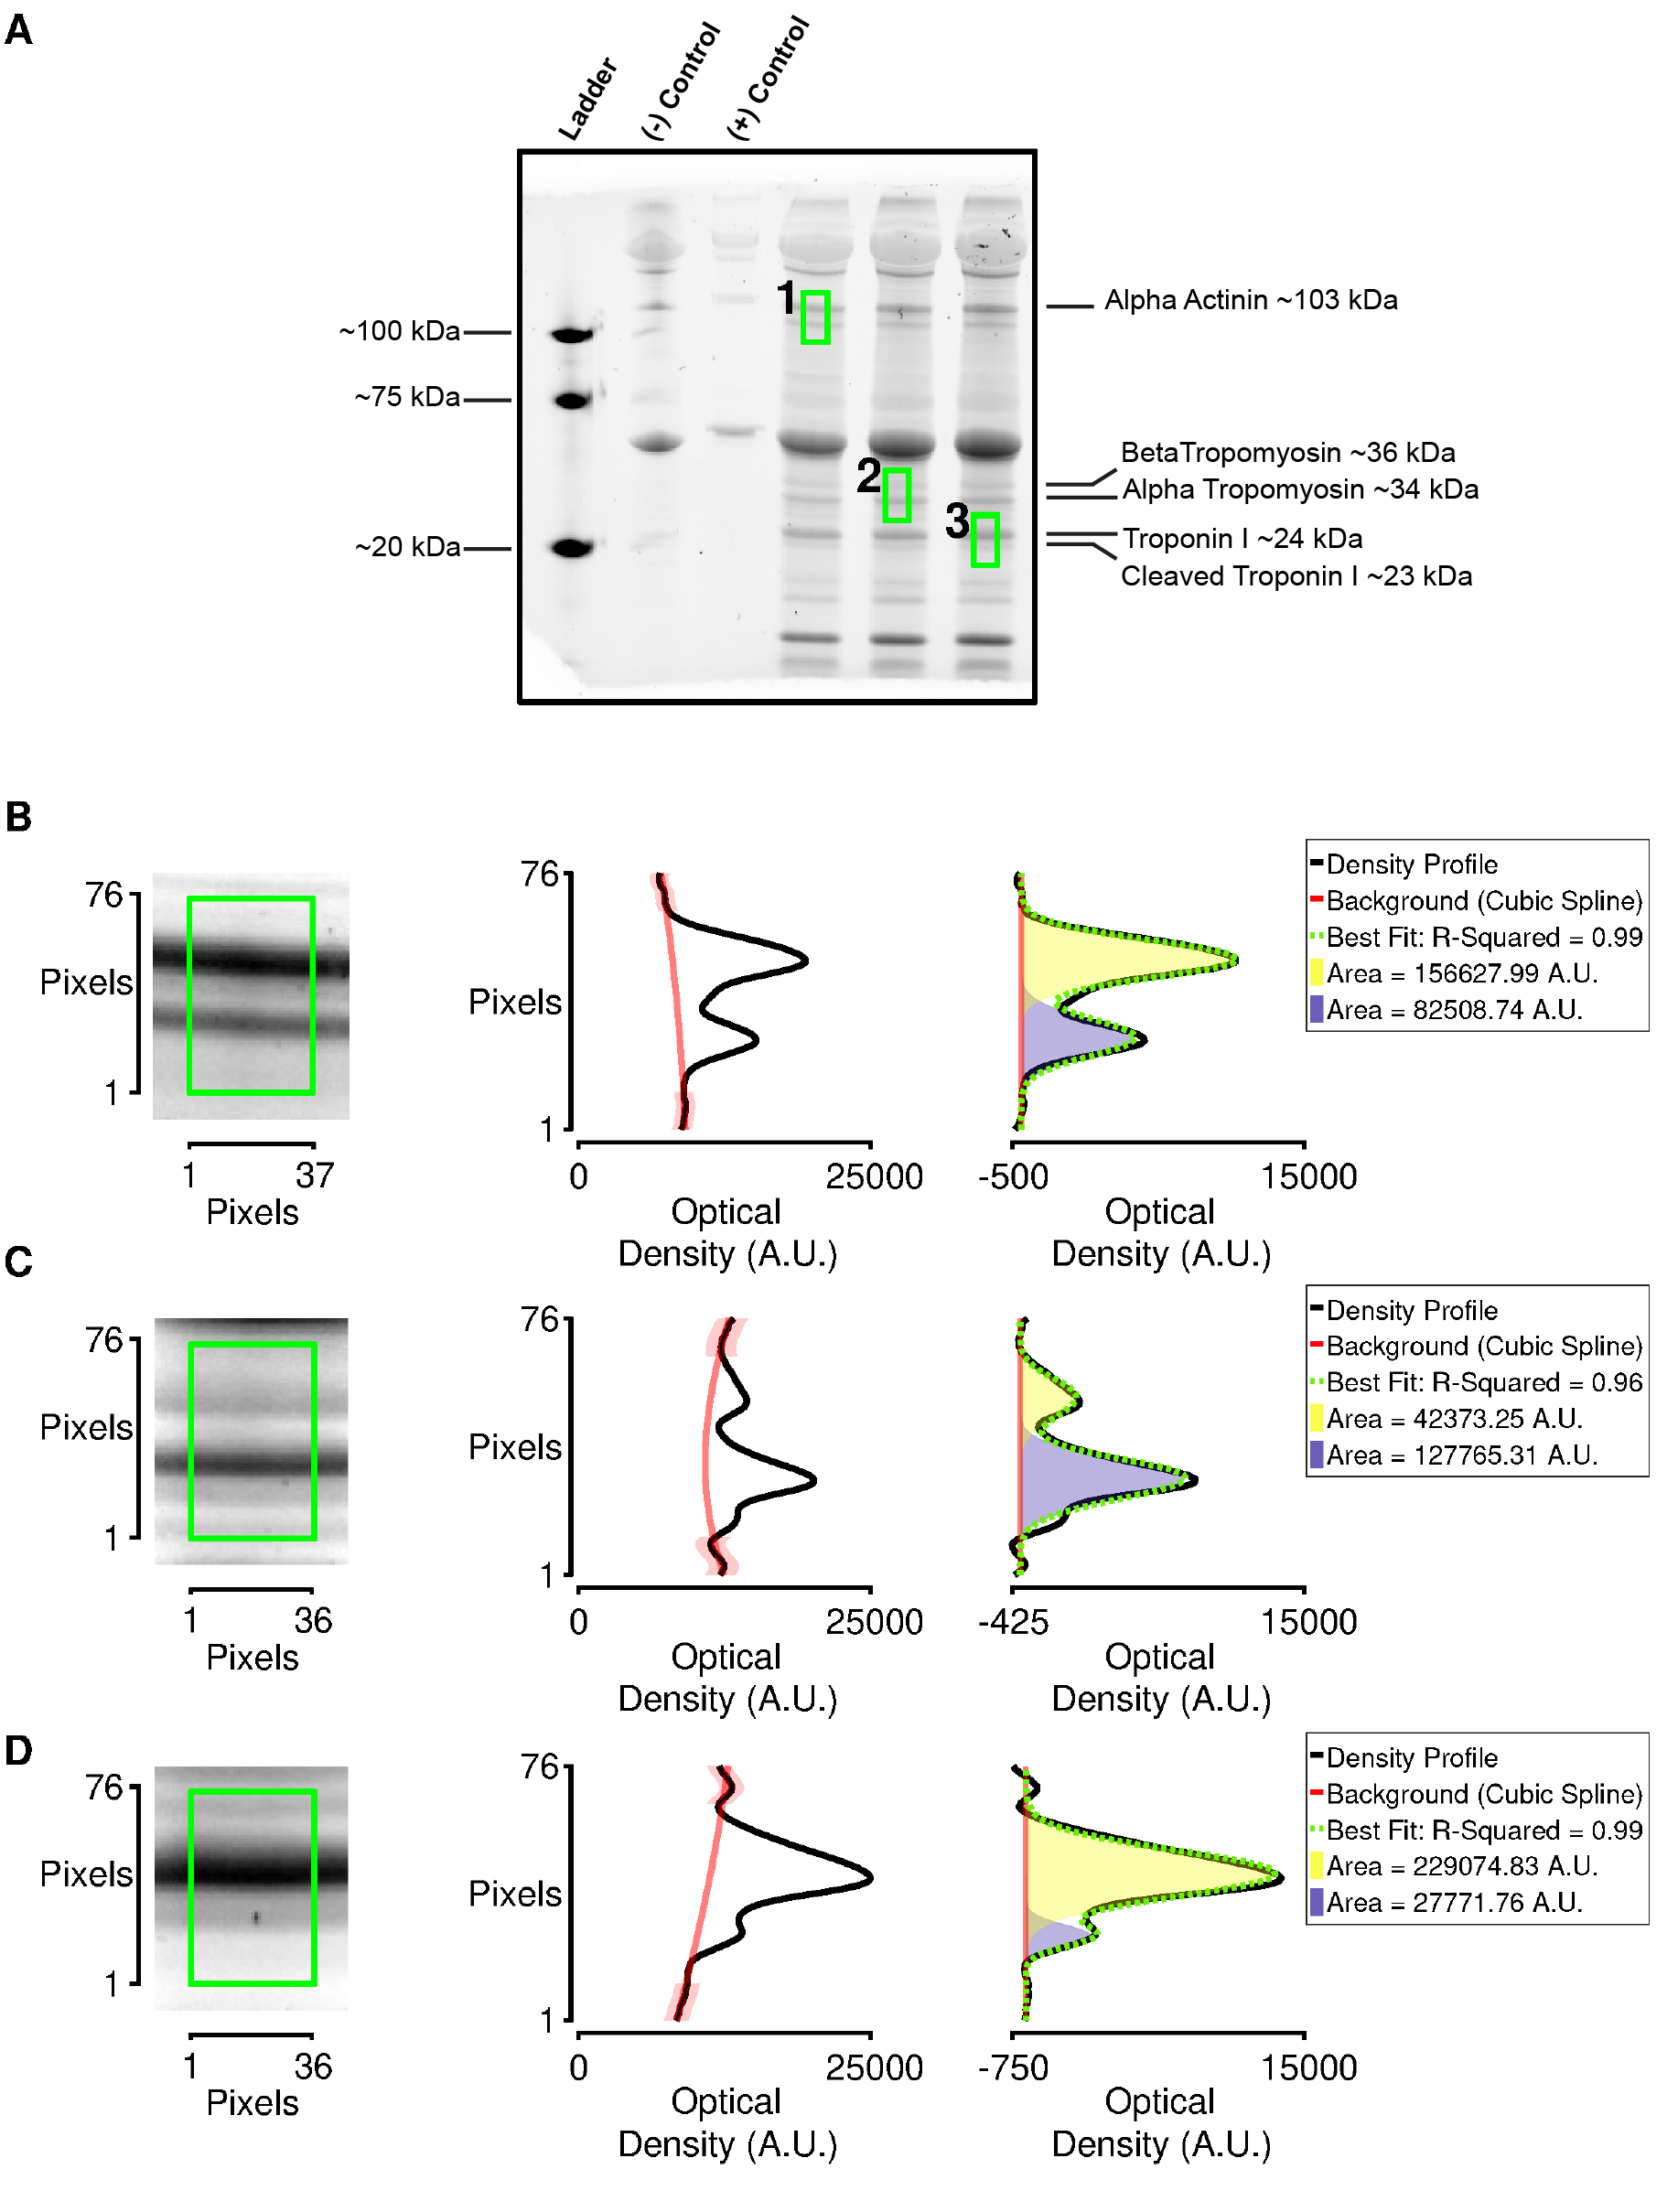 A
Ladder
(-) Control
(+) Control
1
2
3
~100 kDa
~75 kDa
~20 kDa
Alpha Actinin ~103 kDa
BetaTropomyosin ~36 kDa
Alpha Tropomyosin ~34 kDa
Troponin I ~24 kDa
Cleaved Troponin I ~23 kDa
B
76
Pixels
1
1 37
Pixels
76
Pixels
1
0 25000
Optical
Density (A.U.)
-500 15000
Optical
Density (A.U.)
Density Profile
Background (Cubic Spline)
Best Fit: R-Squared = 0.99
Area = 156627.99 A.U.
Area = 82508.74 A.U.
C
76
Pixels
1
1 36
Pixels
76
Pixels
1
0 25000
Optical
Density (A.U.)
-425 15000
Optical
Density (A.U.)
Density Profile
Background (Cubic Spline)
Best Fit: R-Squared = 0.96
Area = 42373.25 A.U.
Area = 127765.31 A.U.
D
76
Pixels
1
1 36
Pixels
76
Pixels
1
0 25000
Optical
Density (A.U.)
-750 15000
Optical
Density (A.U.)
Density Profile
Background (Cubic Spline)
Best Fit: R-Squared = 0.99
Area = 229074.83 A.U.
Area = 27771.76 A.U.